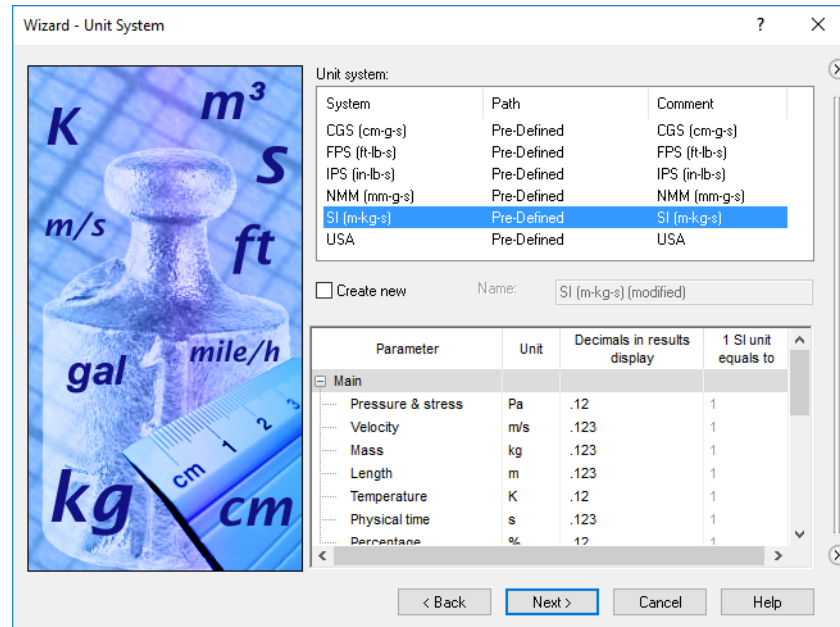 Wizard - Unit System ?
K m³
s
m/s
ft
gal mile/h
kg cm 1 2 3
cm
Unit system:
System Path Comment
CGS (cm-g-s) Pre-Defined CGS (cm-g-s)
FPS (ft-lb-s) Pre-Defined FPS (ft-lb-s)
IPS (in-lb-s) Pre-Defined IPS (in-lb-s)
NMM (mm-g-s) Pre-Defined NMM (mm-g-s)
SI (m-kg-s) Pre-Defined SI (m-kg-s)
USA Pre-Defined USA
Create new Name: SI (m-kg-s) (modified)
Parameter Unit Decimals in results display 1 SI unit equals to
Main
Pressure & stress Pa .12 1
Velocity m/s .123 1
Mass kg .123 1
Length m .123 1
Temperature K .12 1
Physical time s .123 1
Percentage % .12 1
< Back Next > Cancel Help